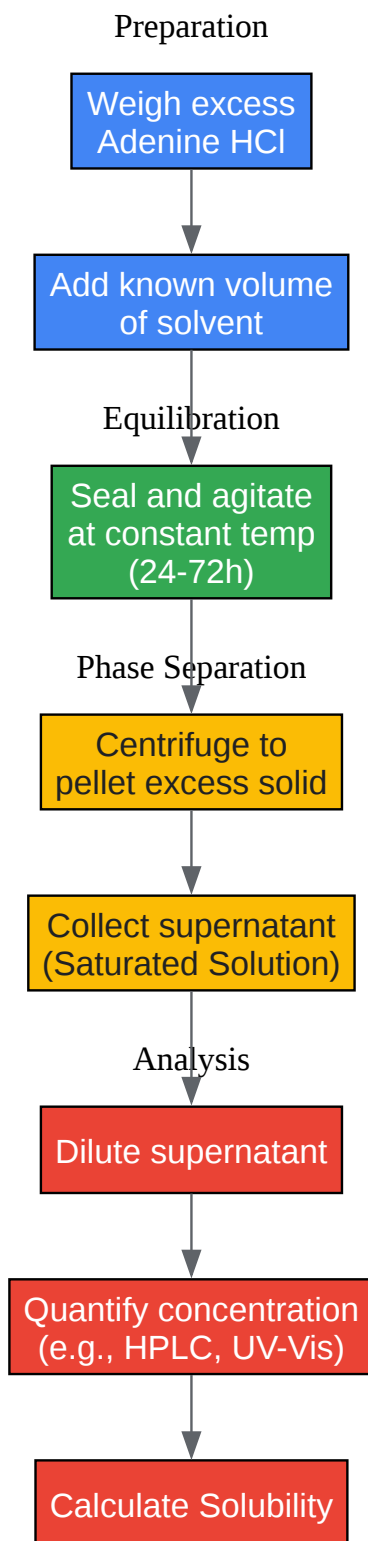 Preparation
Weigh excess
Adenine HCl
Add known volume
of solvent
Equilibration
Seal and agitate
at constant temp
(24-72h)
Phase Separation
Centrifuge to
pellet excess solid
Collect supernatant
(Saturated Solution)
Analysis
Dilute supernatant
Quantify concentration
(e.g., HPLC, UV-Vis)
Calculate Solubility